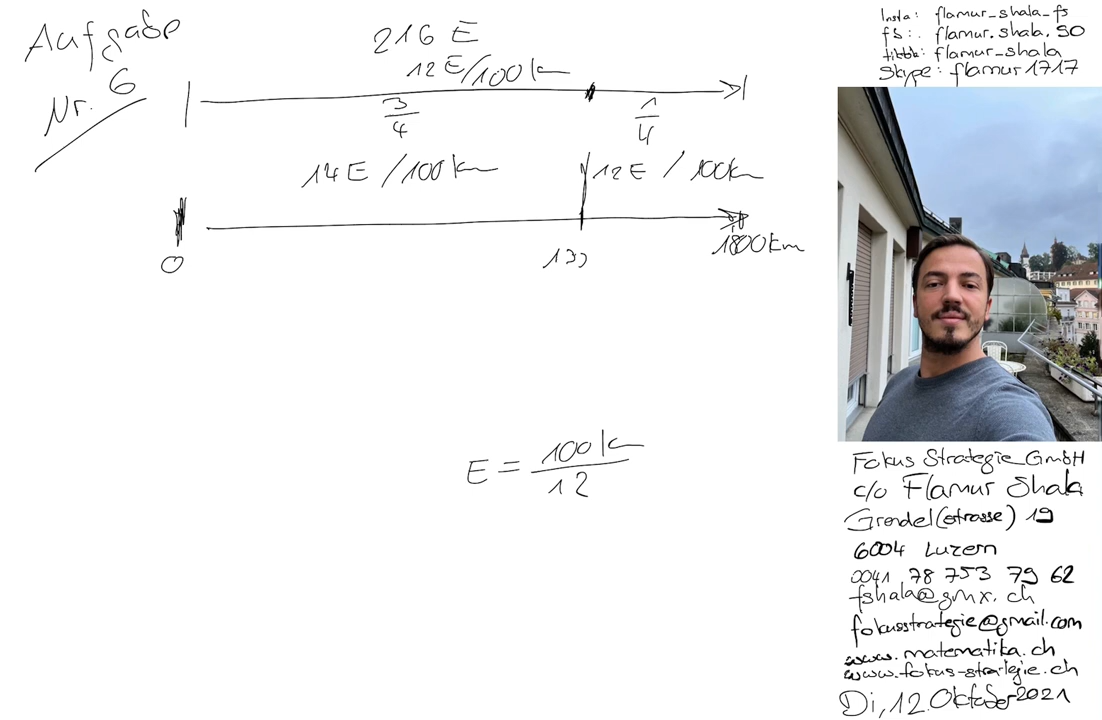 Aufgabe
Nr. 6
216 E
12 E/100 km
3/4
1/4
14 E /100 km
12 E / 100 km
0
1800 km
E = 100 km / 12
Insta: flamur_shala_fs
fb: flamur.shala.90
tiktok: flamur_shala
Skype: flamur1717
Fokus Strategie GmbH
c/o Flamur Shala
Grendel(strasse) 19
6004 Luzern
0041 78 753 79 62
fshala@gmx.ch
fokusstrategie@gmail.com
www.matematika.ch
www.fokus-strategie.ch
Di, 12. Oktober 2021